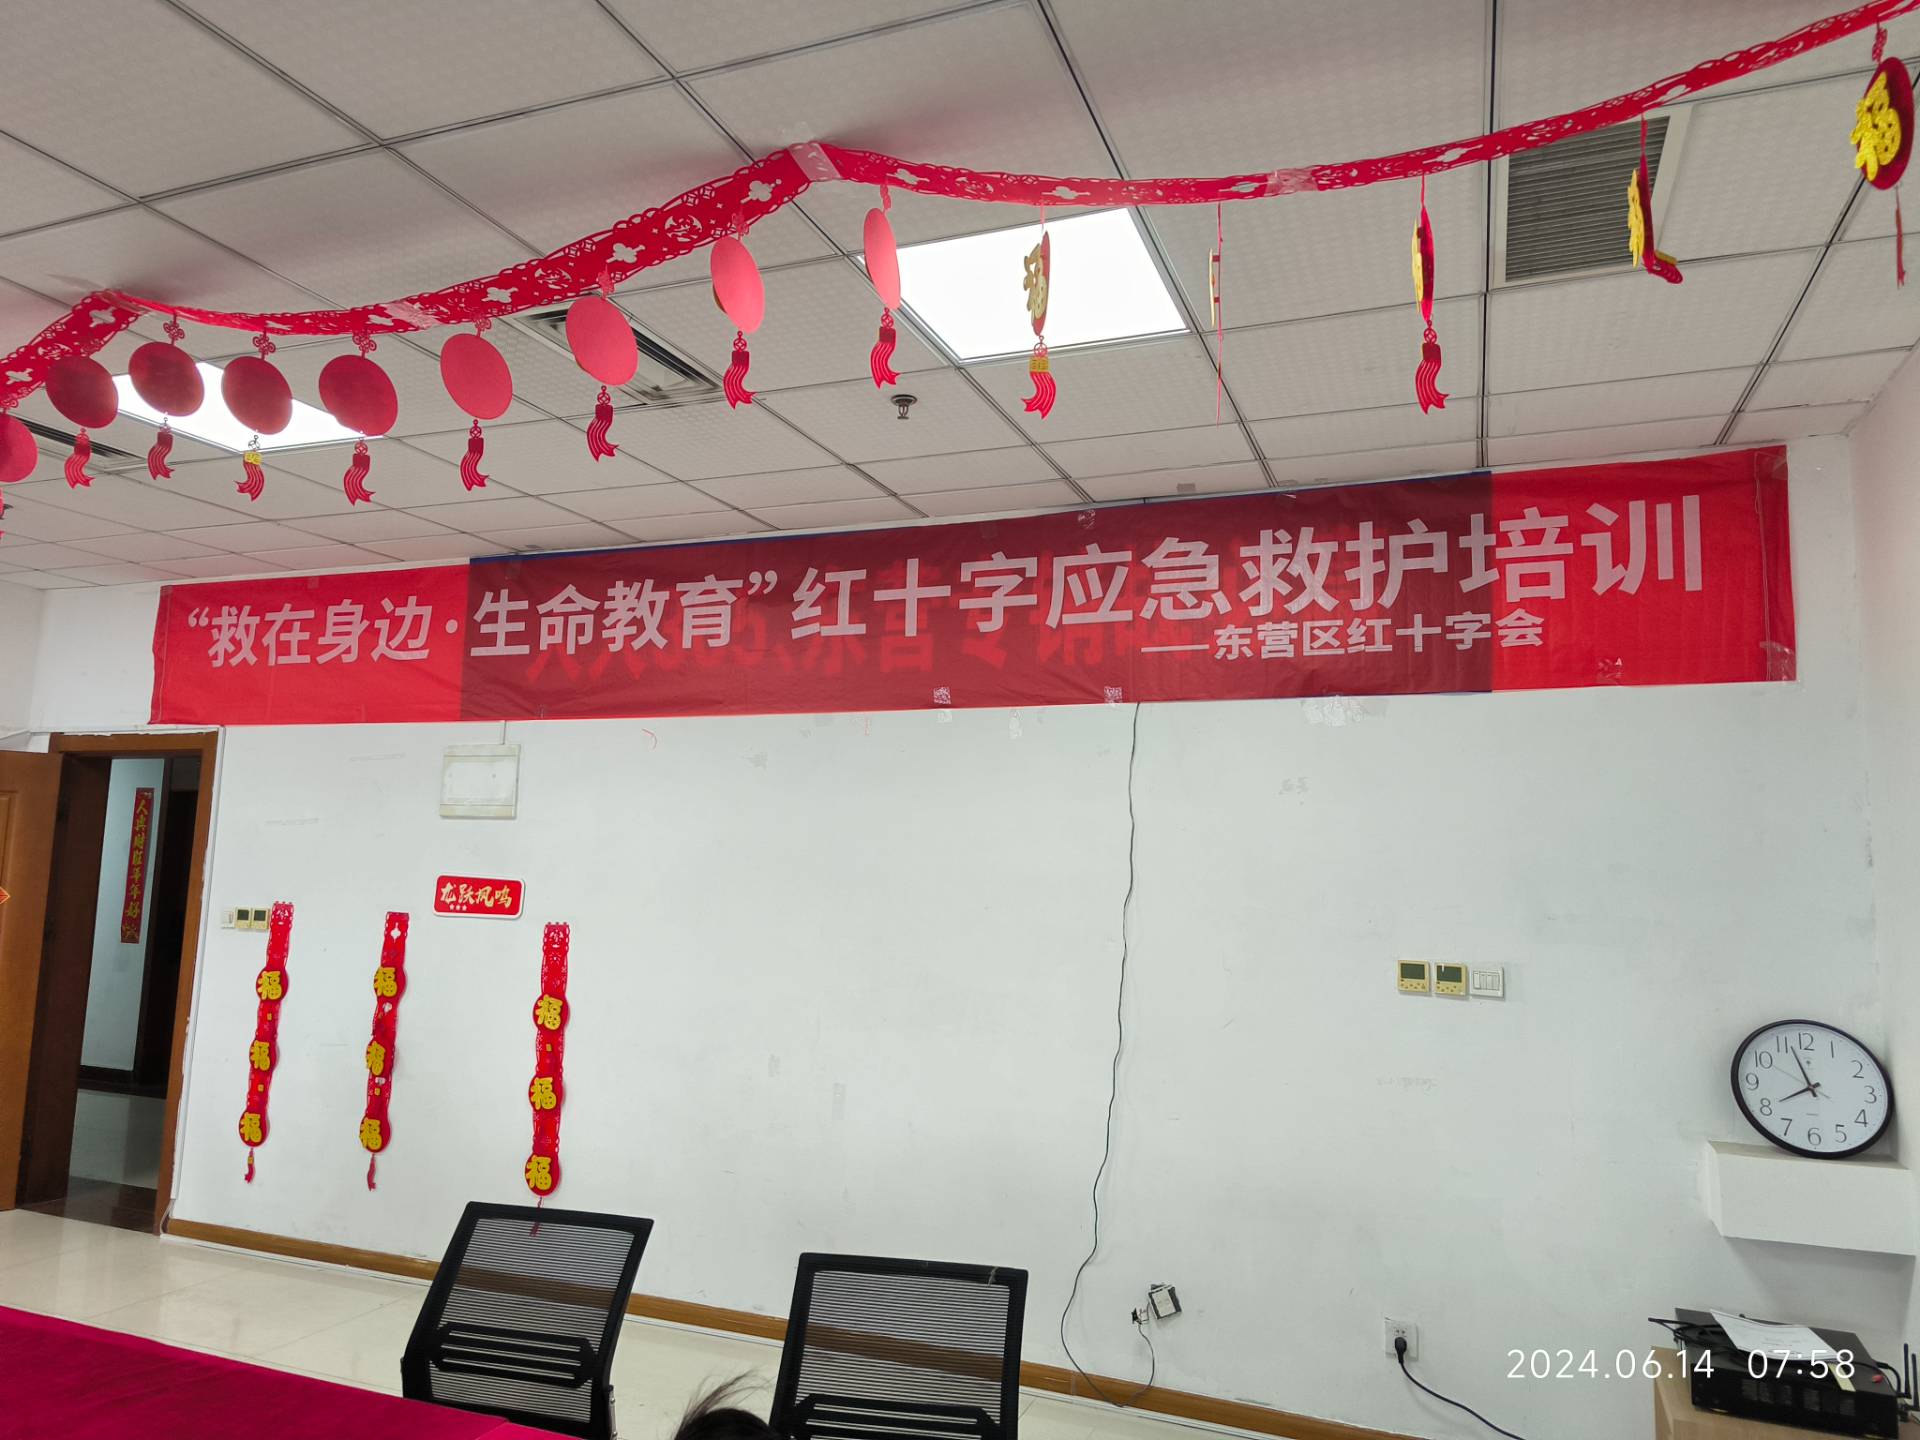 福
福
“救在身边·生命教育”红十字应急救护培训
——东营区红十字会
龙跃凤鸣
福
福
福
福
福
福
福
福
福
11 12 1
10 2
9 3
8 4
7 6 5
2024.06.14 07:58